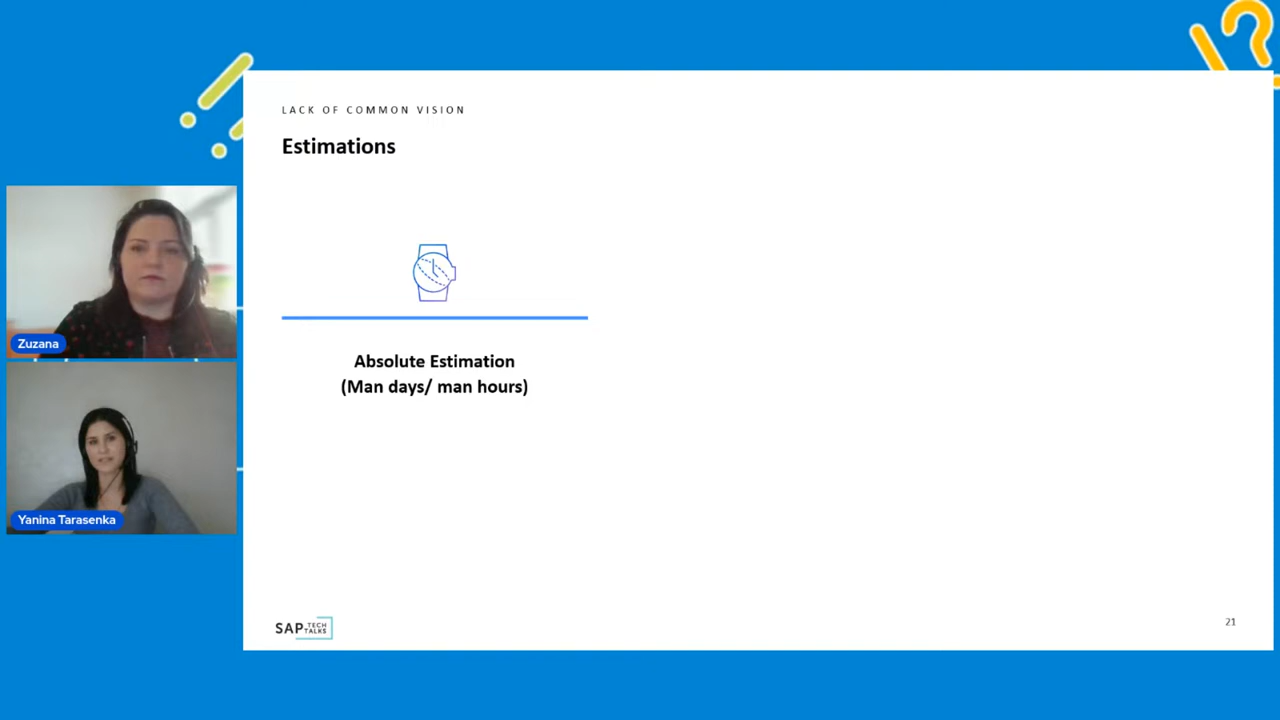 LACK OF COMMON VISION
Estimations
Absolute Estimation
(Man days/ man hours)
Zuzana
Yanina Tarasenka
SAP TECH TALKS
21